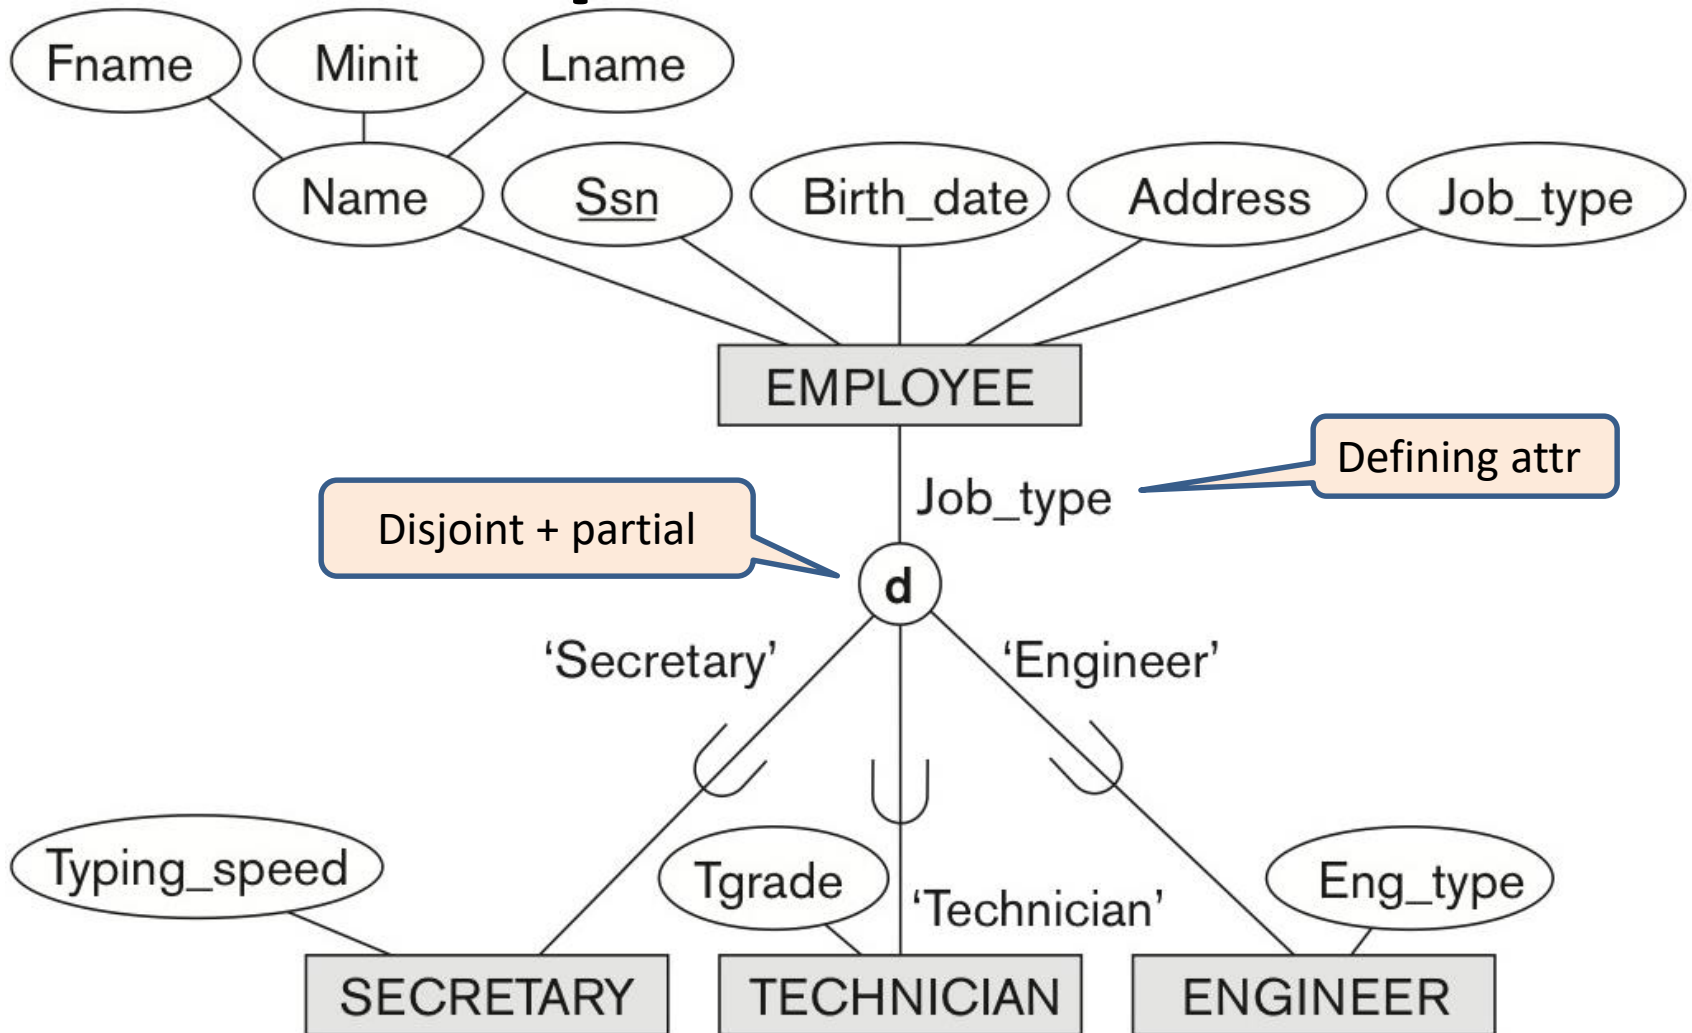 Fname
Minit
Lname
Name
Ssn
Birth_date
Address
Job_type
EMPLOYEE
Defining attr
Job_type
Disjoint + partial
d
‘Secretary’
‘Engineer’
Typing_speed
Tgrade
‘Technician’
Eng_type
SECRETARY
TECHNICIAN
ENGINEER